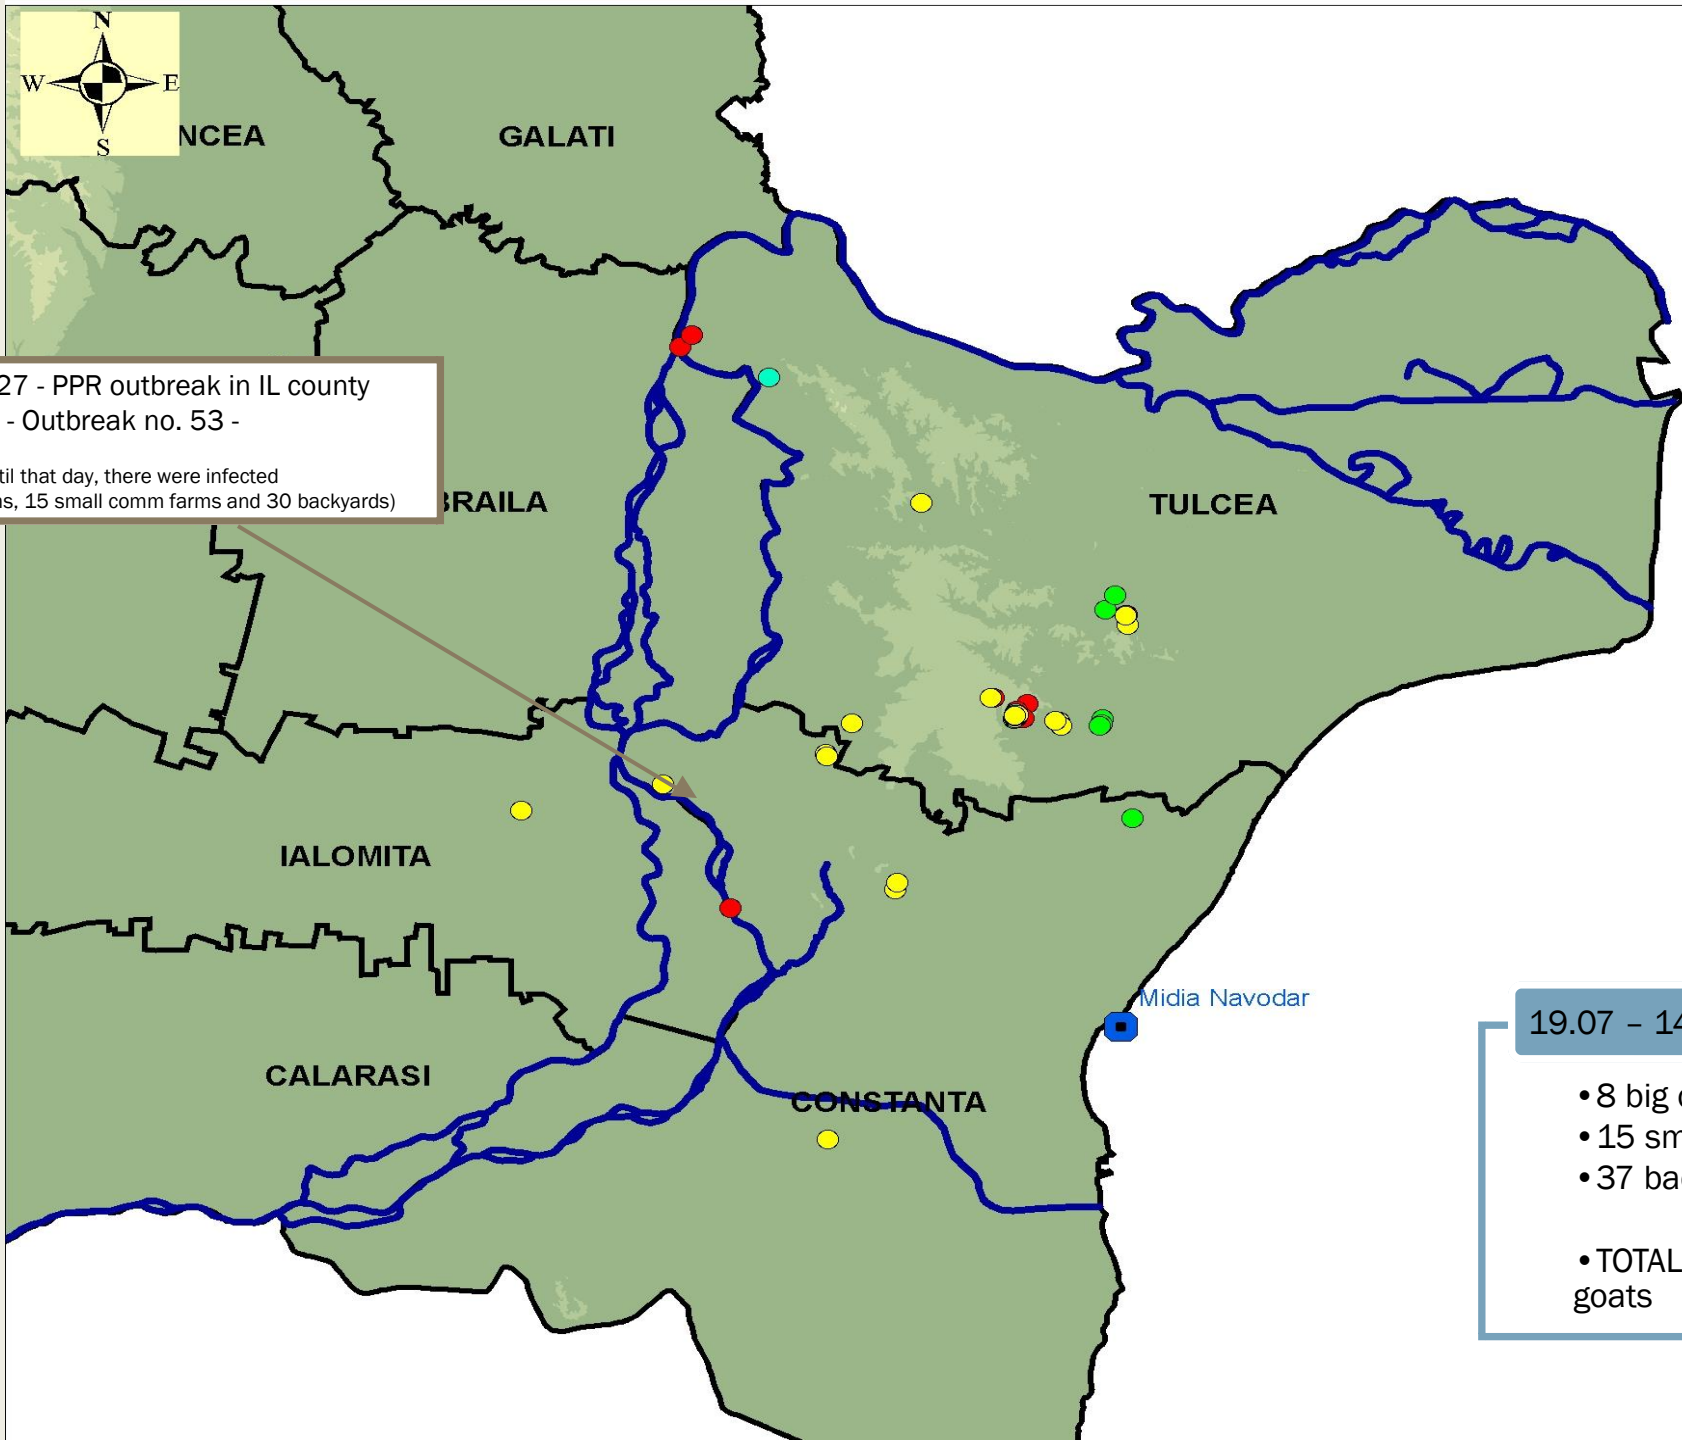 N
W E
S
NCEA
GALATI
27 - PPR outbreak in IL county
- Outbreak no. 53 -
til that day, there were infected
ns, 15 small comm farms and 30 backyards)
BRAILA
TULCEA
IALOMITA
CALARASI
CONSTANTA
Midia Navodar
19.07 – 14
•8 big
•15 sm
•37 ba
•TOTAL
goats